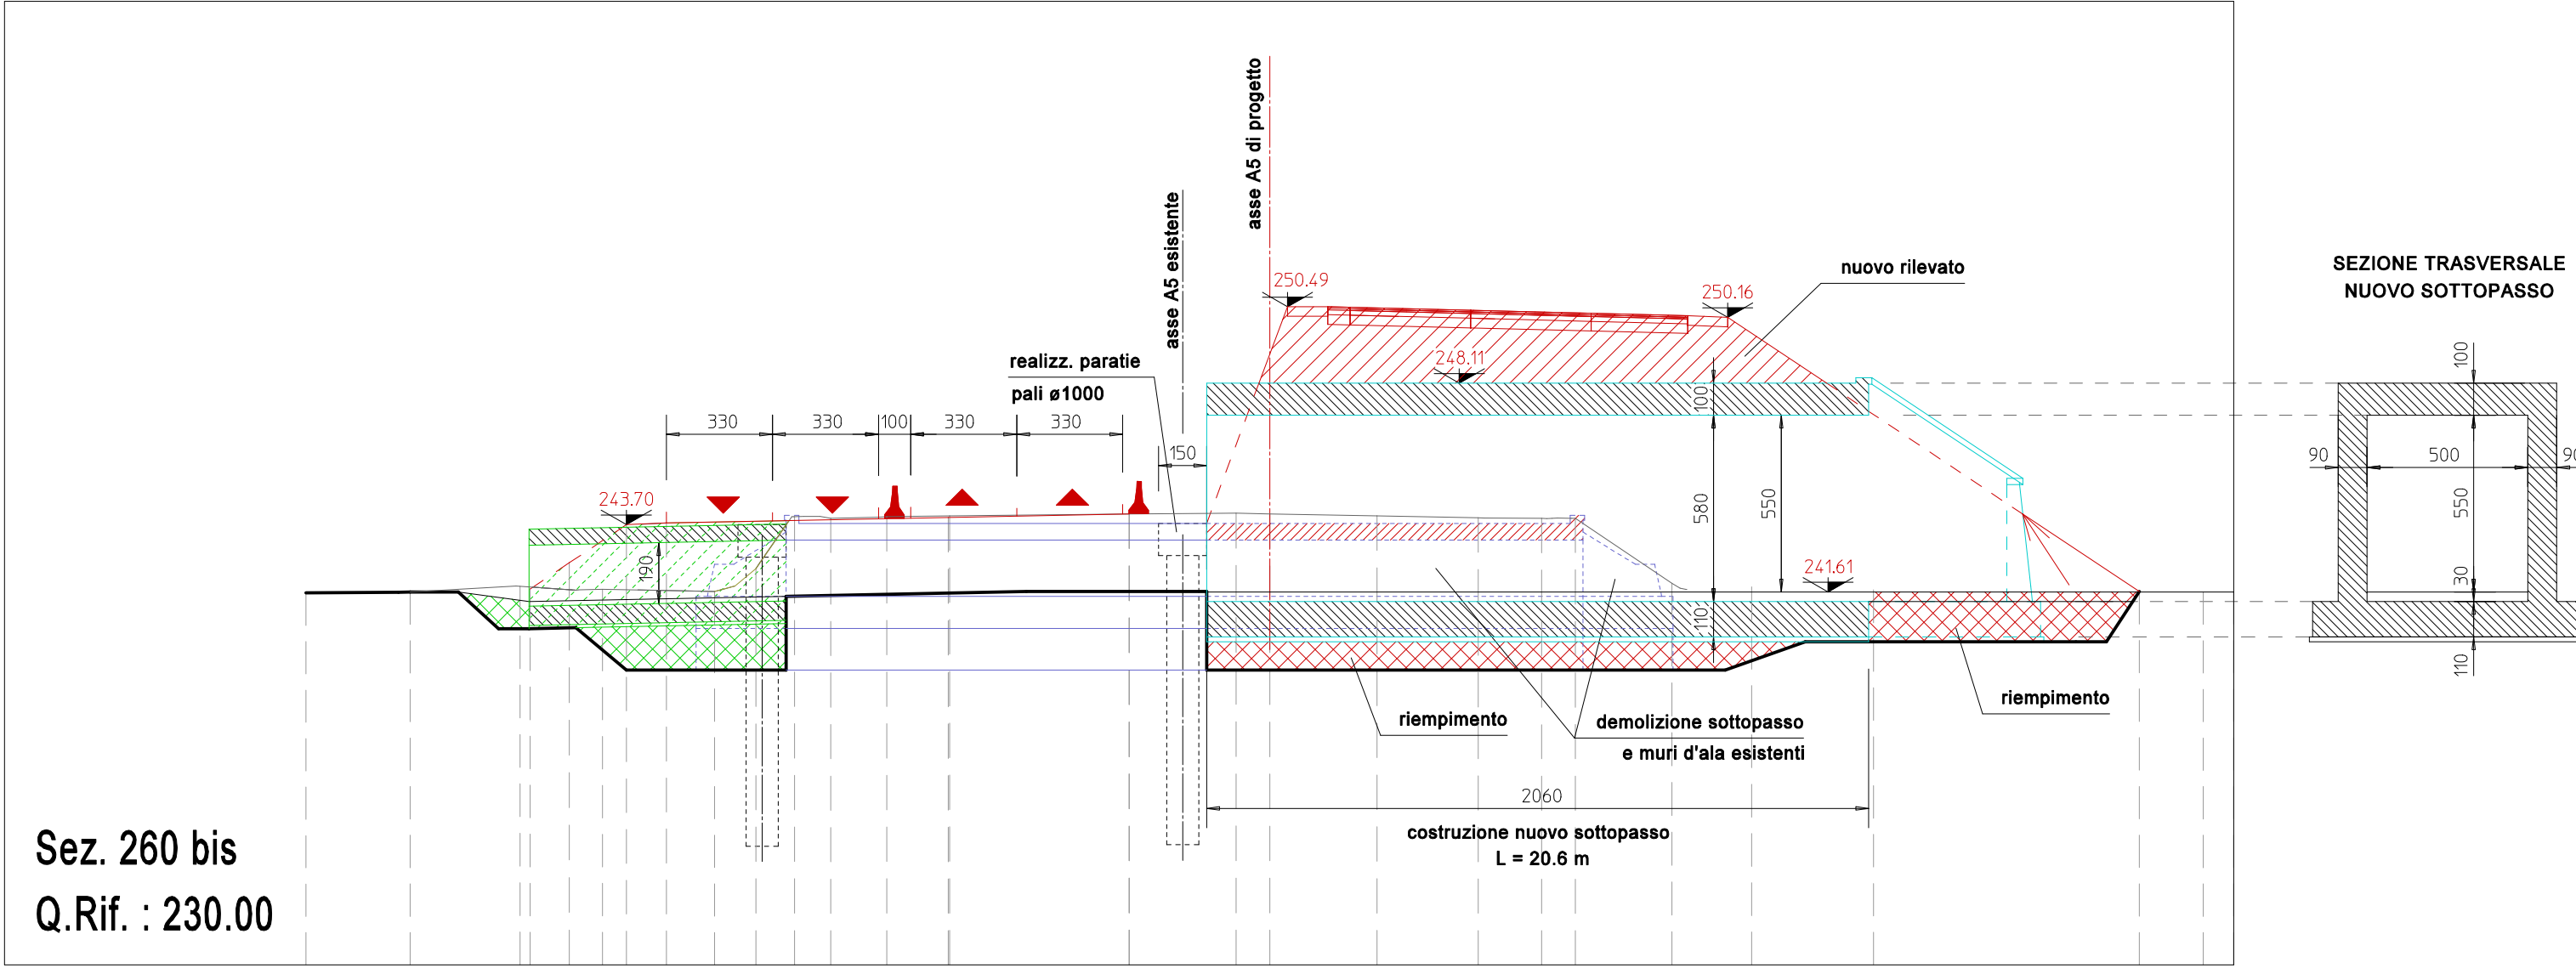 asse A5 di progetto
asse A5 esistente
250.49
250.16
nuovo rilevato
SEZIONE TRASVERSALE
NUOVO SOTTOPASSO
realizz. paratie
pali ø1000
248.11
100
100
330
330
100
330
330
150
90
500
90
243.70
580
550
550
190
241.61
30
110
110
riempimento
riempimento
demolizione sottopasso
e muri d'ala esistenti
2060
costruzione nuovo sottopasso
L = 20.6 m
Sez. 260 bis
Q.Rif. : 230.00